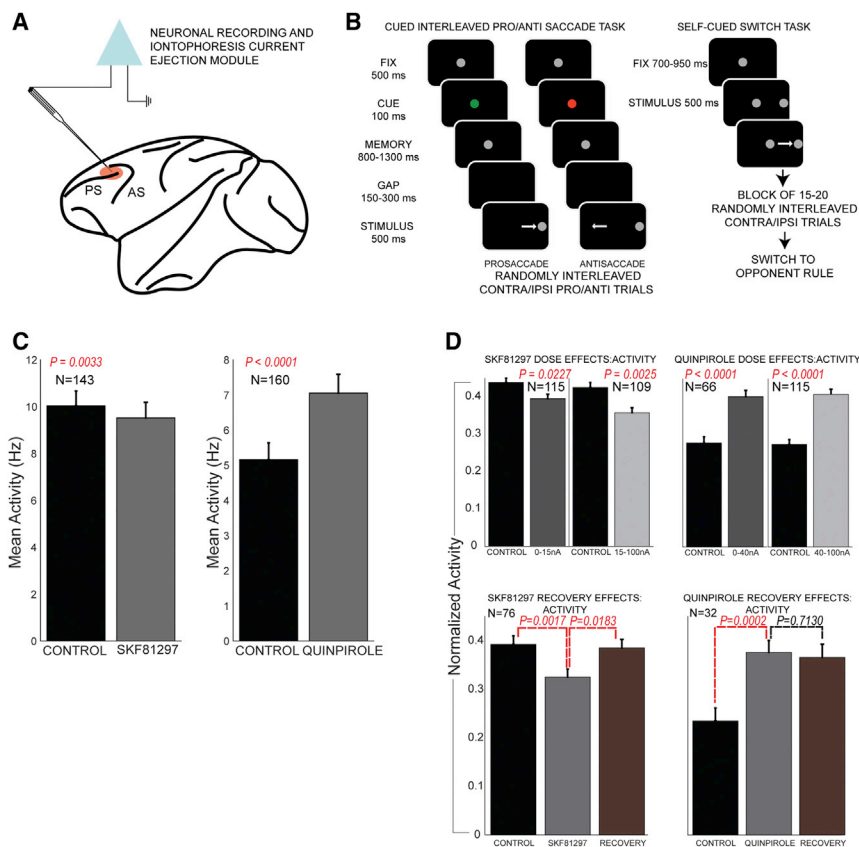 A
NEURONAL RECORDING AND
IONTOPHORESIS CURRENT
EJECTION MODULE
PS
AS
B
CUED INTERLEAVED PRO/ANTI SACCADE TASK
FIX
500 ms
CUE
100 ms
MEMORY
800-1300 ms
GAP
150-300 ms
STIMULUS
500 ms
PROSACCADE
ANTISACCADE
RANDOMLY INTERLEAVED
CONTRA/IPSI PRO/ANTI TRIALS
SELF-CUED SWITCH TASK
FIX 700-950 ms
STIMULUS 500 ms
BLOCK OF 15-20
RANDOMLY INTERLEAVED
CONTRA/IPSI TRIALS
SWITCH TO
OPPONENT RULE
C
Mean Activity (Hz)
12
10
8
6
4
2
0
P = 0.0033
N=143
CONTROL
SKF81297
Mean Activity (Hz)
8
7
6
5
4
3
2
1
0
P < 0.0001
N=160
CONTROL
QUINPIROLE
D
Normalized Activity
SKF81297 DOSE EFFECTS:ACTIVITY
P = 0.0227
N=115
P = 0.0025
N=109
0.4
0.3
0.2
0.1
0
CONTROL
0-15nA
CONTROL
15-100nA
QUINPIROLE DOSE EFFECTS:ACTIVITY
P < 0.0001
N=66
P < 0.0001
N=115
CONTROL
0-40nA
CONTROL
40-100nA
SKF81297 RECOVERY EFFECTS:
ACTIVITY
N=76
P=0.0017
P=0.0183
0.4
0.3
0.2
0.1
0
CONTROL
SKF81297
RECOVERY
QUINPIROLE RECOVERY EFFECTS:
ACTIVITY
N=32
P=0.0002
P=0.7130
CONTROL
QUINPIROLE
RECOVERY